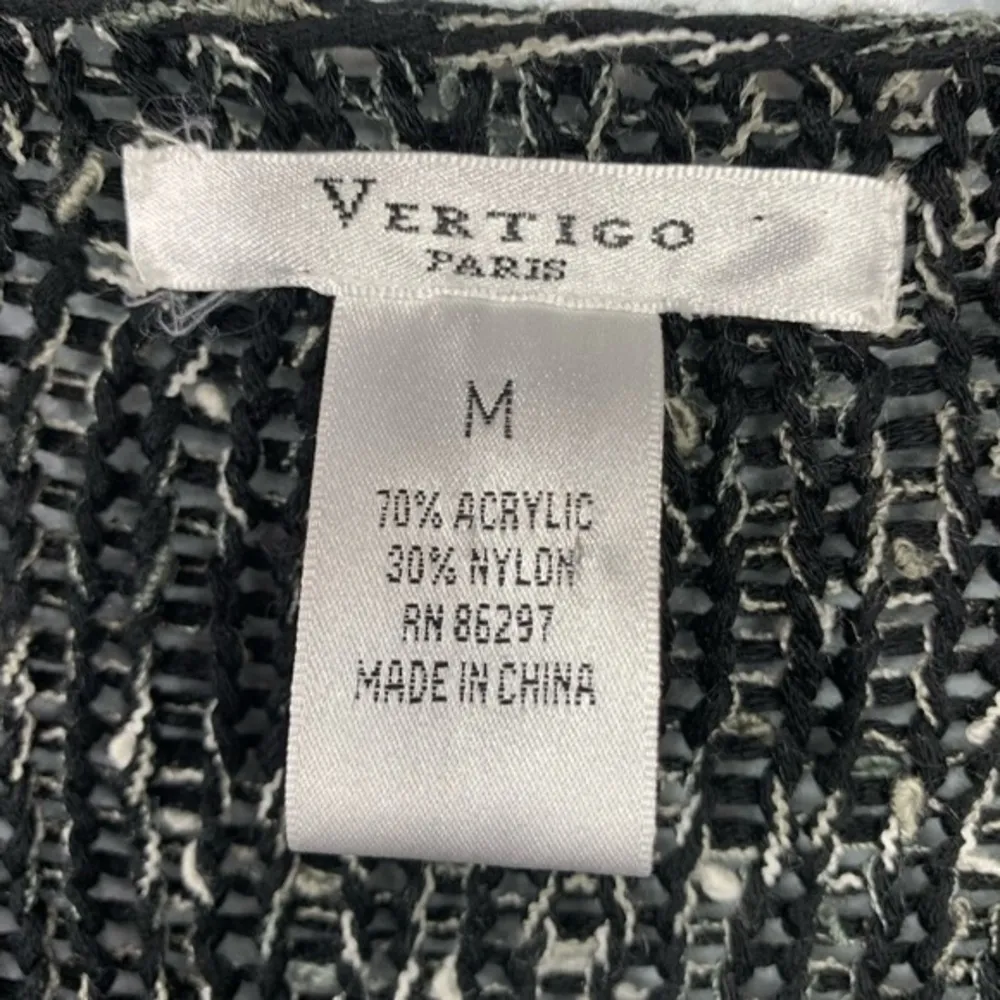 VERTIGO
PARIS
M
70% ACRYLIC
30% NYLON
RN 86297
MADE IN CHINA